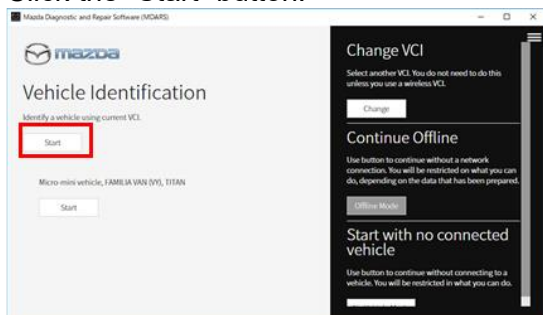 Mazda Diagnostic and Repair Software (MDARS)
mazda
Vehicle Identification
Identify a vehicle using current VCI.
Start
Micro-mini vehicle, FAMILIA VAN (VY), TITAN
Start
Change VCI
Select another VCI. You do not need to do this
unless you use a wireless VCI.
Change
Continue Offline
Use button to continue without a network
connection. You will be restricted on what you can
do, depending on the data that has been prepared.
Offline Mode
Start with no connected
vehicle
Use button to continue without connecting to a
vehicle. You will be restricted in what you can do.